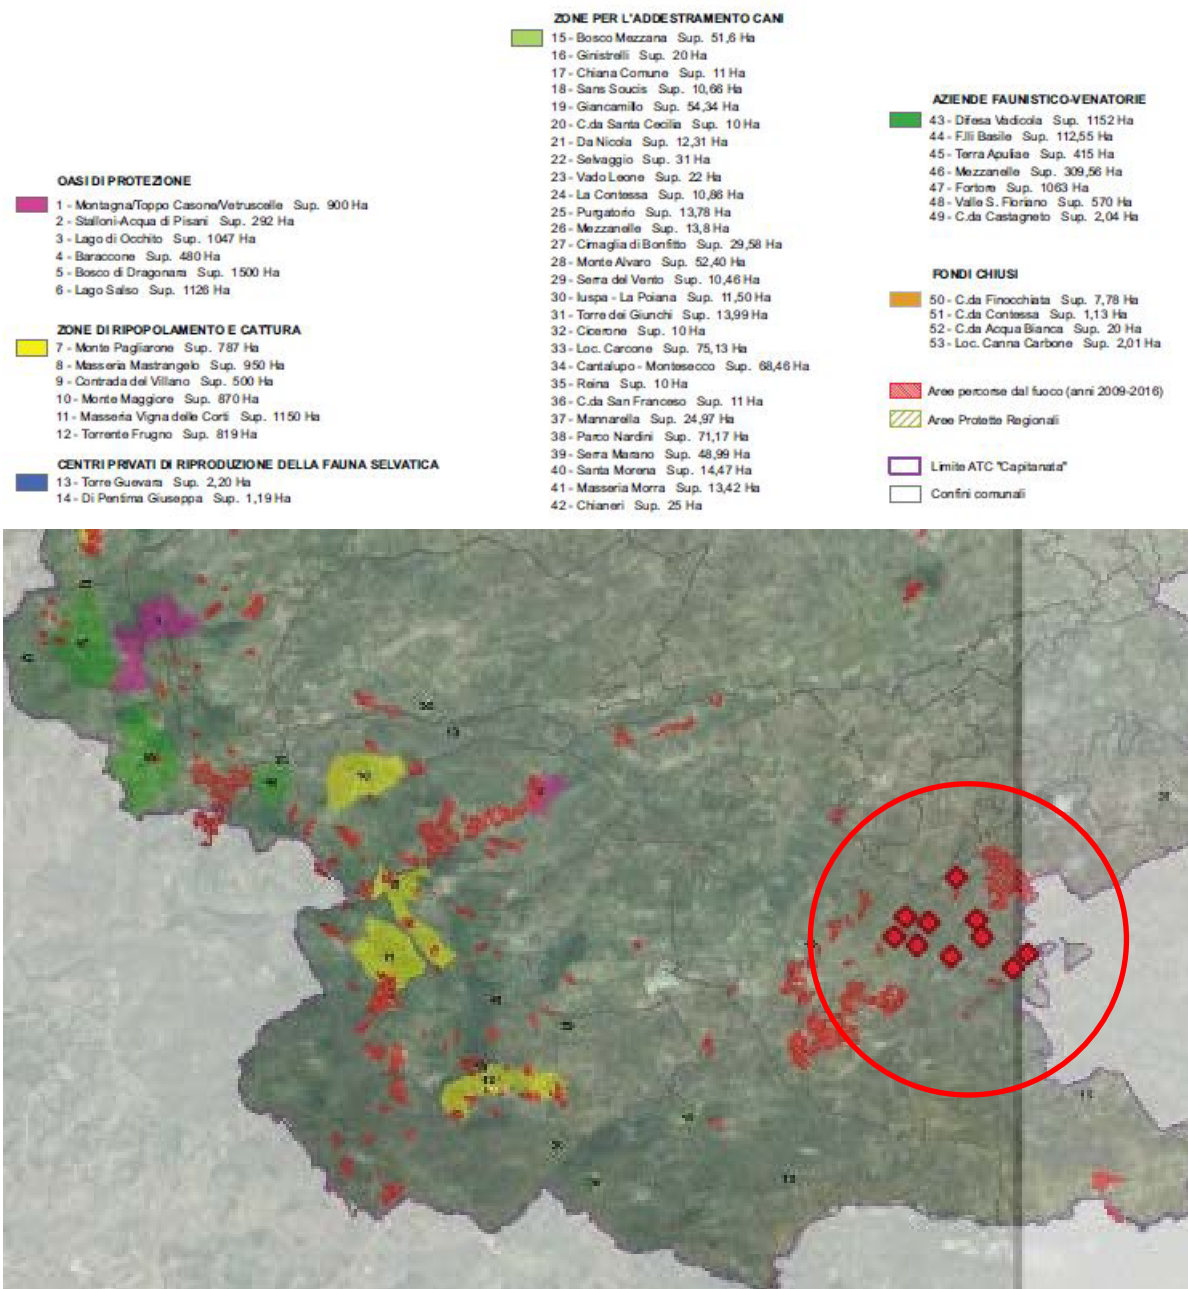 OASI DI PROTEZIONE
1 - Montagna/Toppo Casone/Vetruscelle Sup. 900 Ha
2 - Stalloni-Acqua di Pisani Sup. 292 Ha
3 - Lago di Occhito Sup. 1047 Ha
4 - Baraccone Sup. 480 Ha
5 - Bosco di Dragonara Sup. 1500 Ha
6 - Lago Salso Sup. 1126 Ha
ZONE DI RIPOPOLAMENTO E CATTURA
7 - Monte Pagliarone Sup. 787 Ha
8 - Masseria Mastrangelo Sup. 950 Ha
9 - Contrada del Villano Sup. 500 Ha
10 - Monte Maggiore Sup. 870 Ha
11 - Masseria Vigna delle Corti Sup. 1150 Ha
12 - Torrente Frugno Sup. 819 Ha
CENTRI PRIVATI DI RIPRODUZIONE DELLA FAUNA SELVATICA
13 - Torre Guevara Sup. 2,20 Ha
14 - Di Pentima Giuseppa Sup. 1,19 Ha
ZONE PER L'ADDESTRAMENTO CANI
15 - Bosco Mezzana Sup. 51,6 Ha
16 - Ginistrelli Sup. 20 Ha
17 - Chiana Comune Sup. 11 Ha
18 - Sans Soucis Sup. 10,66 Ha
19 - Giancamillo Sup. 54,34 Ha
20 - C.da Santa Cecilia Sup. 10 Ha
21 - Da Nicola Sup. 12,31 Ha
22 - Selvaggio Sup. 31 Ha
23 - Vado Leone Sup. 22 Ha
24 - La Contessa Sup. 10,86 Ha
25 - Purgatorio Sup. 13,78 Ha
26 - Mezzanelle Sup. 13,8 Ha
27 - Cimaglia di Bonfitto Sup. 29,58 Ha
28 - Monte Alvaro Sup. 52,40 Ha
29 - Serra del Vento Sup. 10,46 Ha
30 - Iuspa - La Poiana Sup. 11,50 Ha
31 - Torre dei Giunchi Sup. 13,99 Ha
32 - Cicerone Sup. 10 Ha
33 - Loc. Carcone Sup. 75,13 Ha
34 - Cantalupo - Montesecco Sup. 68,46 Ha
35 - Reina Sup. 10 Ha
36 - C.da San Franceso Sup. 11 Ha
37 - Mannarella Sup. 24,97 Ha
38 - Parco Nardini Sup. 71,17 Ha
39 - Serra Marano Sup. 48,99 Ha
40 - Santa Morena Sup. 14,47 Ha
41 - Masseria Morra Sup. 13,42 Ha
42 - Chianeri Sup. 25 Ha
AZIENDE FAUNISTICO-VENATORIE
43 - Difesa Vadicola Sup. 1152 Ha
44 - F.lli Basile Sup. 112,55 Ha
45 - Terra Apuliae Sup. 415 Ha
46 - Mezzanelle Sup. 309,56 Ha
47 - Fortore Sup. 1063 Ha
48 - Valle S. Floriano Sup. 570 Ha
49 - C.da Castagneto Sup. 2,04 Ha
FONDI CHIUSI
50 - C.da Finocchiata Sup. 7,78 Ha
51 - C.da Contessa Sup. 1,13 Ha
52 - C.da Acqua Bianca Sup. 20 Ha
53 - Loc. Canna Carbone Sup. 2,01 Ha
Aree percorse dal fuoco (anni 2009-2016)
Aree Protette Regionali
Limite ATC "Capitanata"
Confini comunali